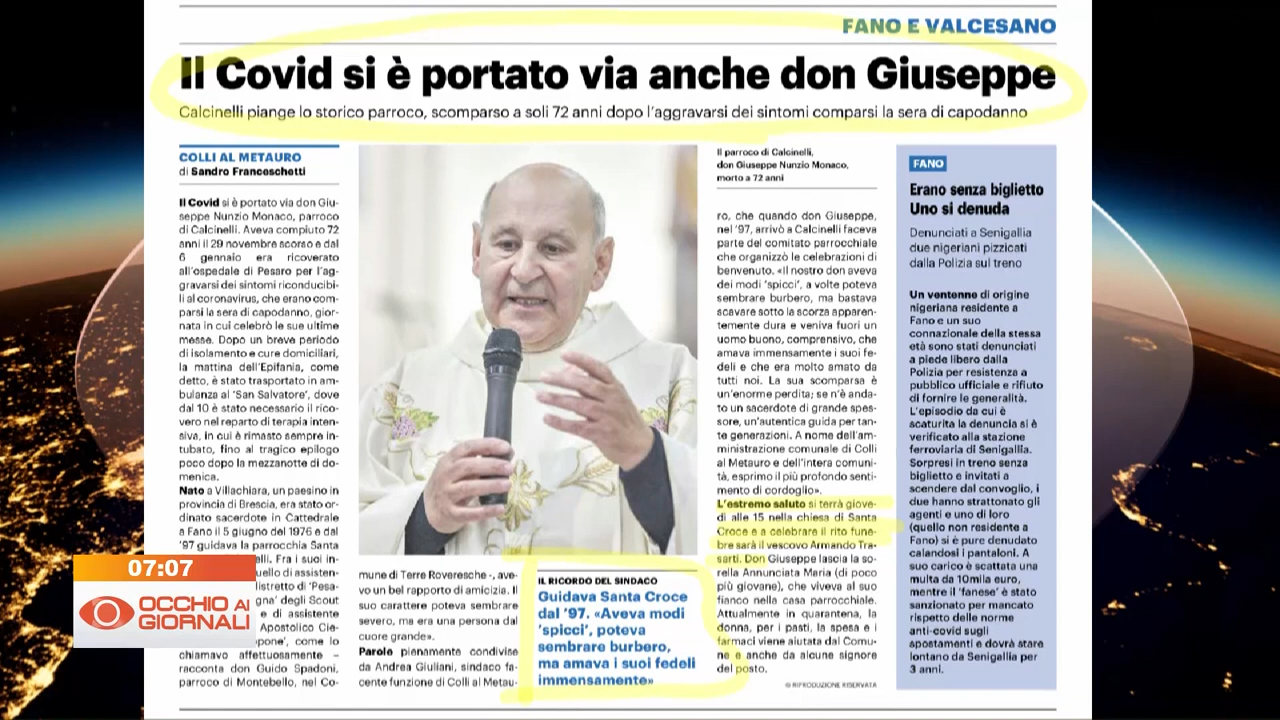 FANO E VALCESANO
Il Covid si è portato via anche don Giuseppe
Calcinelli piange lo storico parroco, scomparso a soli 72 anni dopo l'aggravarsi dei sintomi comparsi la sera di capodanno
COLLI AL METAURO
di Sandro Franceschetti
Il Covid si è portato via don Giu-
seppe Nunzio Monaco, parroco
di Calcinelli. Aveva compiuto 72
anni il 29 novembre scorso e dal
6 gennaio era ricoverato
all'ospedale di Pesaro per l'ag-
gravarsi dei sintomi riconducibi-
li al coronavirus, che erano com-
parsi la sera di capodanno, gior-
nata in cui celebrò le sue ultime
messe. Dopo un breve periodo
di isolamento e cure domiciliari,
la mattina dell'Epifania, come
detto, è stato trasportato in am-
bulanza al 'San Salvatore', dove
dal 10 è stato necessario il rico-
vero nel reparto di terapia inten-
siva, in cui è rimasto sempre in-
tubato, fino al tragico epilogo
poco dopo la mezzanotte di do-
menica.
Nato a Villachiara, un paesino in
provincia di Brescia, era stato or-
dinato sacerdote in Cattedrale
a Fano il 5 giugno del 1976 e dal
'97 guidava la parrocchia Santa
elli. Fra i suoi in-
uello di assisten-
distretto di 'Pesa-
gna' degli Scout
e di assistente
Apostolico Cie-
opone', come lo
chiamavo affettuosamente –
racconta don Guido Spadoni,
parroco di Montebello, nel Co-
mune di Terre Roveresche -, ave-
vo un bel rapporto di amicizia. Il
suo carattere poteva sembrare
severo, ma era una persona dal
cuore grande».
Parole pienamente condivise
da Andrea Giuliani, sindaco fa-
cente funzione di Colli al Metau-
IL RICORDO DEL SINDACO
Guidava Santa Croce
dal '97. «Aveva modi
'spicci', poteva
sembrare burbero,
ma amava i suoi fedeli
immensamente»
Il parroco di Calcinelli,
don Giuseppe Nunzio Monaco,
morto a 72 anni
ro, che quando don Giuseppe,
nel '97, arrivò a Calcinelli faceva
parte del comitato parrocchiale
che organizzò le celebrazioni di
benvenuto. «Il nostro don aveva
dei modi 'spicci', a volte poteva
sembrare burbero, ma bastava
scavare sotto la scorza apparen-
temente dura e veniva fuori un
uomo buono, comprensivo, che
amava immensamente i suoi fe-
deli e che era molto amato da
tutti noi. La sua scomparsa è
un'enorme perdita; se n'è anda-
to un sacerdote di grande spes-
sore, un'autentica guida per tan-
te generazioni. A nome dell'am-
ministrazione comunale di Colli
al Metauro e dell'intera comuni-
tà, esprimo il più profondo senti-
mento di cordoglio».
L'estremo saluto si terrà giove-
dì alle 15 nella chiesa di Santa
Croce e a celebrare il rito fune-
bre sarà il vescovo Armando Tra-
sarti. Don Giuseppe lascia la so-
rella Annunciata Maria (di poco
più giovane), che viveva al suo
fianco nella casa parrocchiale.
Attualmente in quarantena, la
donna, per i pasti, la spesa e i
farmaci viene aiutata dal Comu-
ne e anche da alcune signore
del posto.
© RIPRODUZIONE RISERVATA
FANO
Erano senza biglietto
Uno si denuda
Denunciati a Senigallia
due nigeriani pizzicati
dalla Polizia sul treno
Un ventenne di origine
nigeriana residente a
Fano e un suo
connazionale della stessa
età sono stati denunciati
a piede libero dalla
Polizia per resistenza a
pubblico ufficiale e rifiuto
di fornire le generalità.
L'episodio da cui è
scaturita la denuncia si è
verificato alla stazione
ferroviaria di Senigallia.
Sorpresi in treno senza
biglietto e invitati a
scendere dal convoglio, i
due hanno strattonato gli
agenti e uno di loro
(quello non residente a
Fano) si è pure denudato
calandosi i pantaloni. A
suo carico è scattata una
multa da 10mila euro,
mentre il 'fanese' è stato
sanzionato per mancato
rispetto delle norme
anti-covid sugli
spostamenti e dovrà stare
lontano da Senigallia per
3 anni.
07:07
OCCHIO AI
GIORNALI